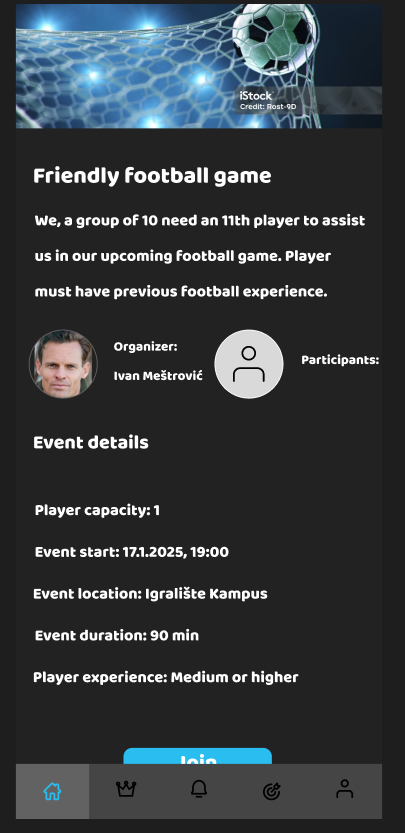 iStock
Credit: Rost-9D
Friendly football game
We, a group of 10 need an 11th player to assist
us in our upcoming football game. Player
must have previous football experience.
Organizer:
Ivan Meštrović
Participants:
Event details
Player capacity: 1
Event start: 17.1.2025, 19:00
Event location: Igralište Kampus
Event duration: 90 min
Player experience: Medium or higher
Join